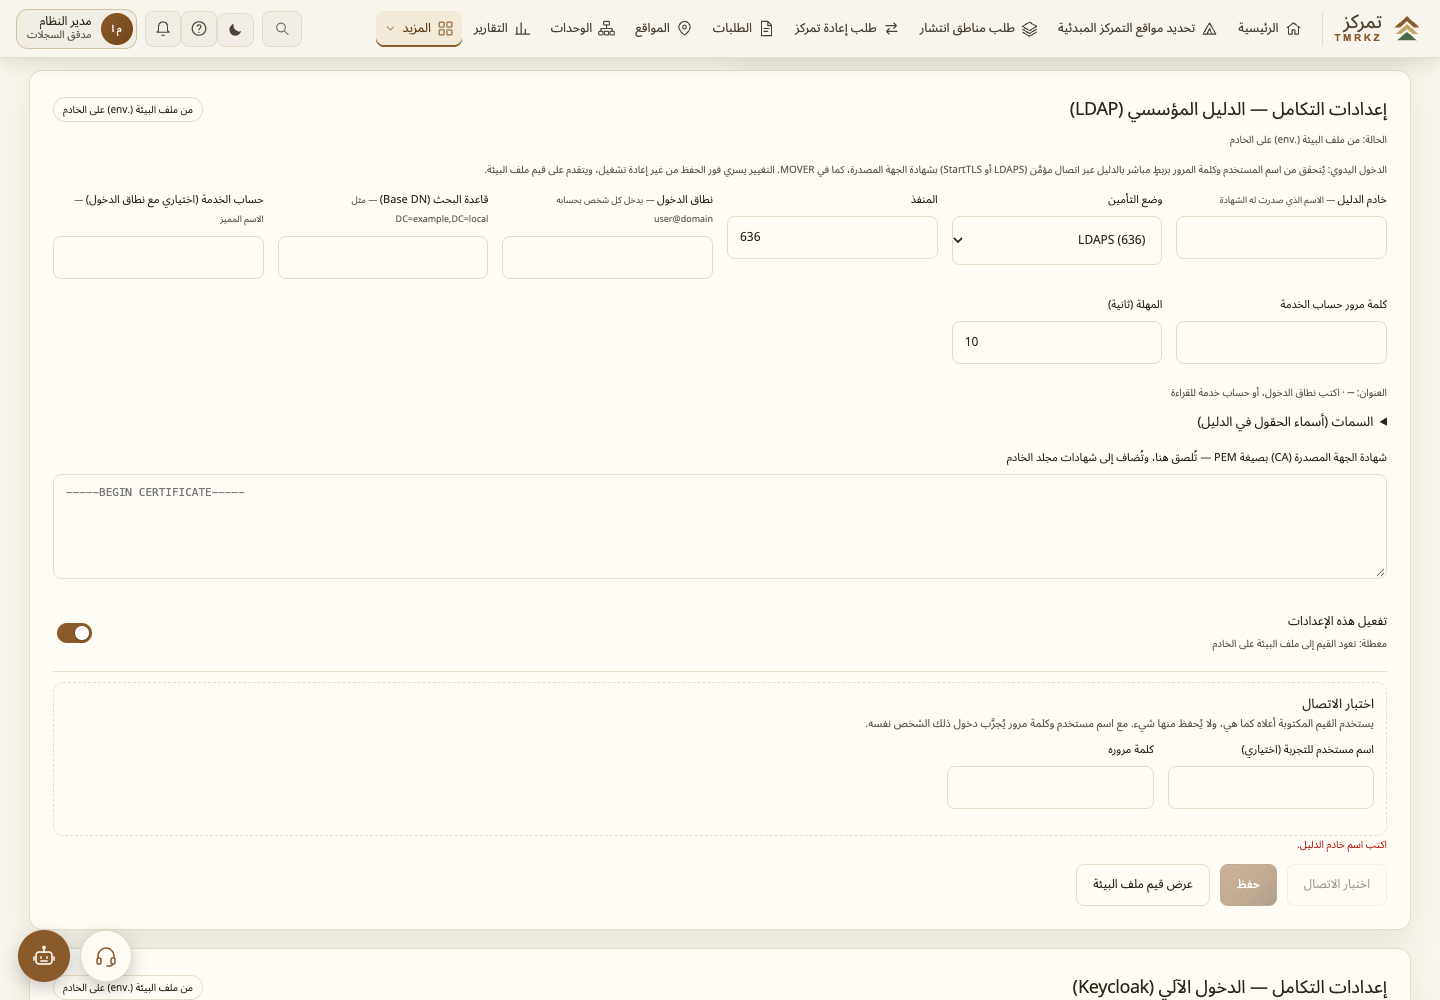 تمركز
TMRKZ
الرئيسية
تحديد مواقع التمركز المبدئية
طلب مناطق انتشار
طلب إعادة تمركز
الطلبات
المواقع
الوحدات
التقارير
المزيد
م ا
مدير النظام
مدقق السجلات
إعدادات التكامل — الدليل المؤسسي (LDAP)
من ملف البيئة (.env) على الخادم
الحالة: من ملف البيئة (.env) على الخادم
الدخول اليدوي: يُتحقق من اسم المستخدم وكلمة المرور بربطٍ مباشر بالدليل عبر اتصال مؤمَّن (LDAPS أو StartTLS) بشهادة الجهة المصدرة، كما في MOVER. التغيير يسري فور الحفظ من غير إعادة تشغيل، ويتقدم على قيم ملف البيئة.
خادم الدليل — الاسم الذي صدرت له الشهادة
وضع التأمين
LDAPS (636)
المنفذ
636
نطاق الدخول — يدخل كل شخص بحسابه
user@domain
قاعدة البحث (Base DN) — مثل
DC=example,DC=local
حساب الخدمة (اختياري مع نطاق الدخول) —
الاسم المميز
كلمة مرور حساب الخدمة
المهلة (ثانية)
10
العنوان: — · اكتب نطاق الدخول، أو حساب خدمة للقراءة
السمات (أسماء الحقول في الدليل)
شهادة الجهة المصدرة (CA) بصيغة PEM — تُلصق هنا، وتُضاف إلى شهادات مجلد الخادم
-----BEGIN CERTIFICATE-----
تفعيل هذه الإعدادات
معطلة: تعود القيم إلى ملف البيئة على الخادم
اختبار الاتصال
يستخدم القيم المكتوبة أعلاه كما هي، ولا يُحفظ منها شيء. مع اسم مستخدم وكلمة مرور يُجرَّب دخول ذلك الشخص نفسه.
اسم مستخدم للتجربة (اختياري)
كلمة مروره
اكتب اسم خادم الدليل.
اختبار الاتصال
حفظ
عرض قيم ملف البيئة
إعدادات التكامل — الدخول الآلي (Keycloak)
من ملف البيئة (.env) على الخادم